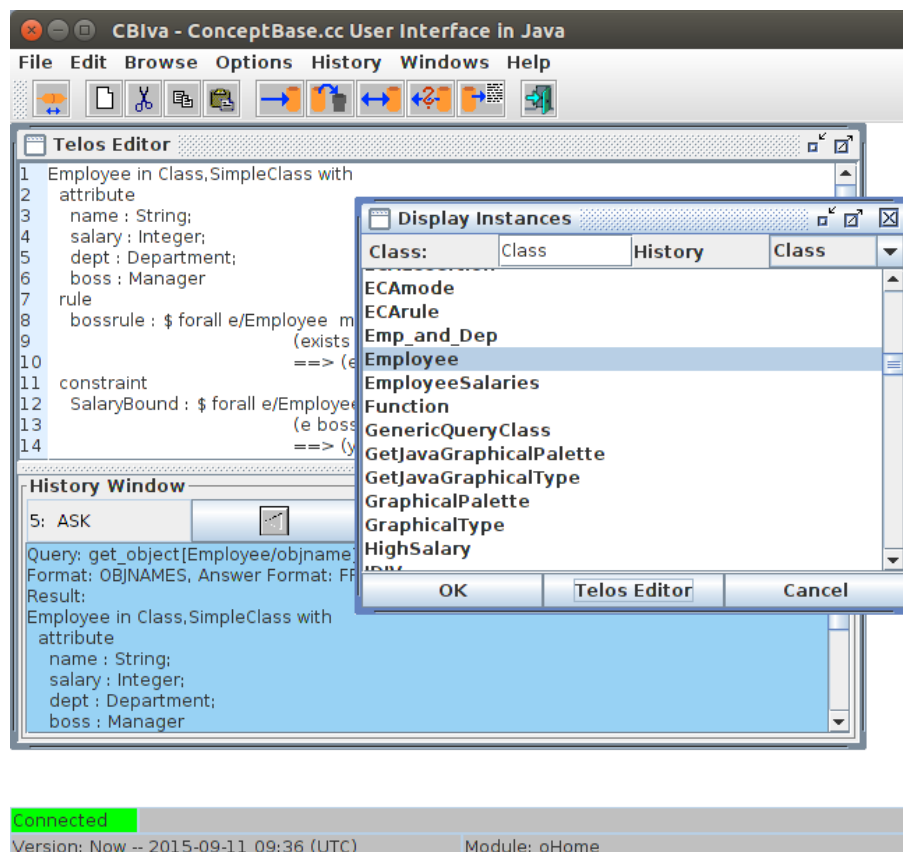 CBIva - ConceptBase.cc User Interface in Java
File Edit Browse Options History Windows Help
Telos Editor
1 Employee in Class,SimpleClass with
2 attribute
3 name : String;
4 salary : Integer;
5 dept : Department;
6 boss : Manager
7 rule
8 bossrule : $ forall e/Employee m
9 (exists
10 ==> (e
11 constraint
12 SalaryBound : $ forall e/Employee
13 (e boss
14 ==> (y
Display Instances
Class: Class History Class
ECAmode
ECArule
Emp_and_Dep
Employee
EmployeeSalaries
Function
GenericQueryClass
GetJavaGraphicalPalette
GetJavaGraphicalType
GraphicalPalette
GraphicalType
HighSalary
OK Telos Editor Cancel
History Window
5: ASK
Query: get_object[Employee/objname]
Format: OBJNAMES, Answer Format: FR
Result:
Employee in Class,SimpleClass with
attribute
name : String;
salary : Integer;
dept : Department;
boss : Manager
Connected
Version: Now -- 2015-09-11 09:36 (UTC) Module: oHome